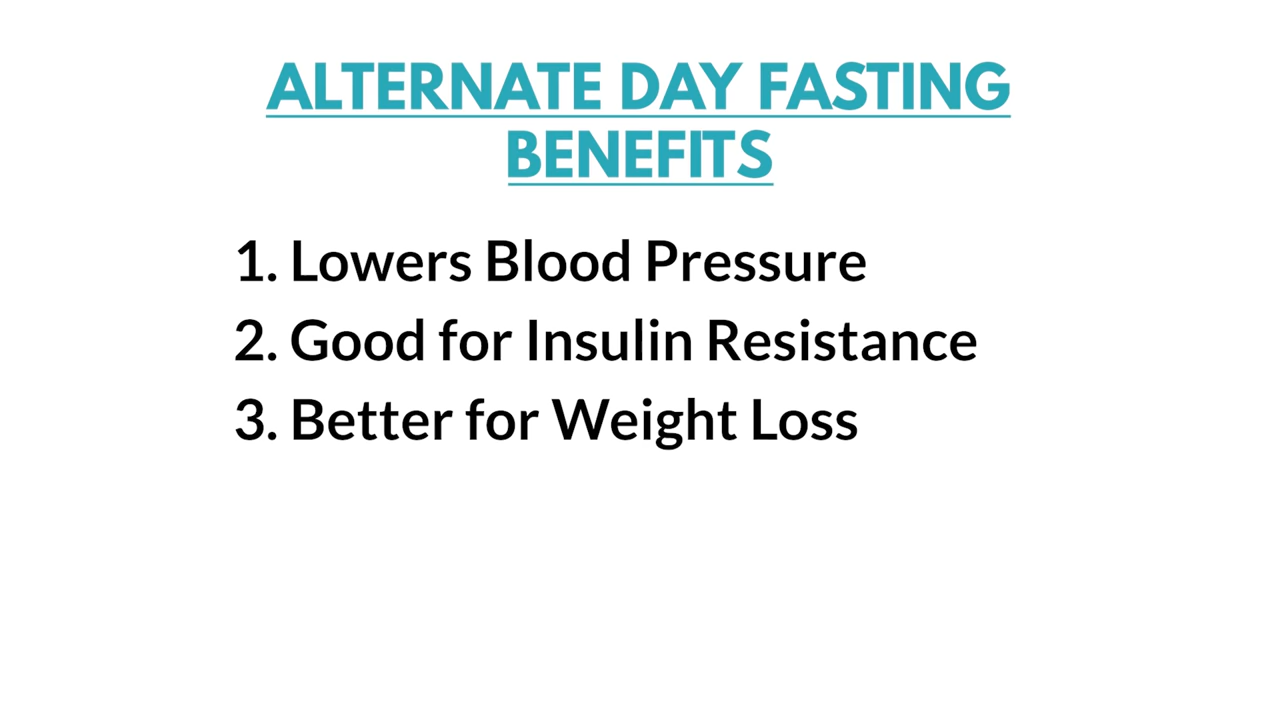 ALTERNATE DAY FASTING
BENEFITS
1. Lowers Blood Pressure
2. Good for Insulin Resistance
3. Better for Weight Loss